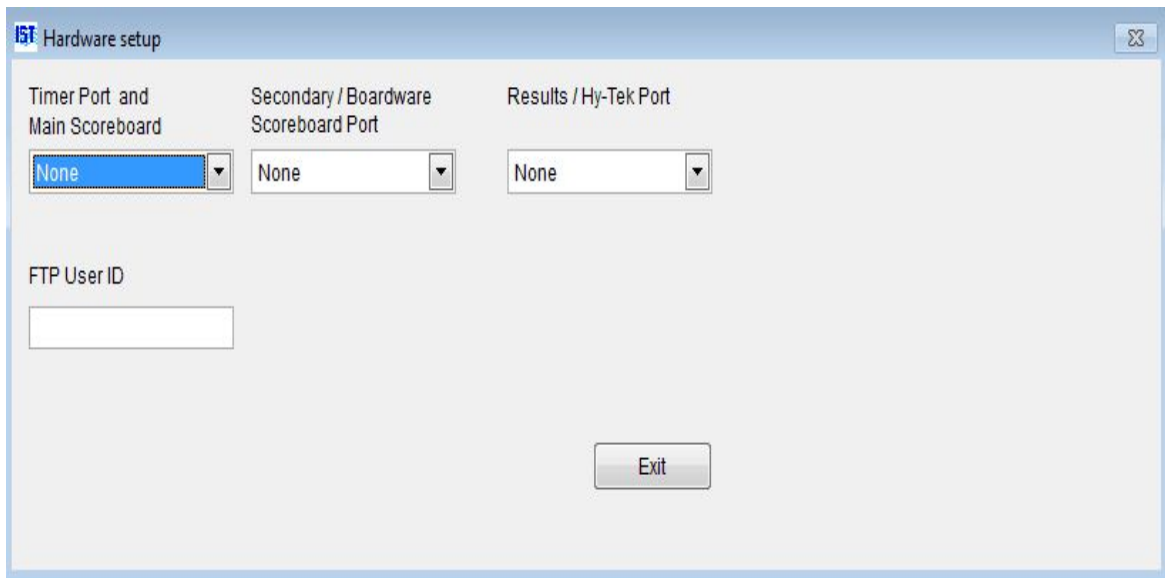 IST Hardware setup
Timer Port and
Main Scoreboard
Secondary / Boardware
Scoreboard Port
Results / Hy-Tek Port
None
None
None
FTP User ID
Exit